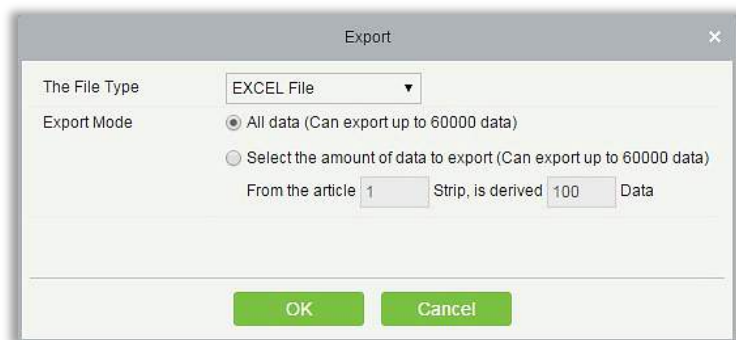 Export
The File Type EXCEL File
Export Mode All data (Can export up to 60000 data)
Select the amount of data to export (Can export up to 60000 data)
From the article 1 Strip, is derived 100 Data
OK Cancel